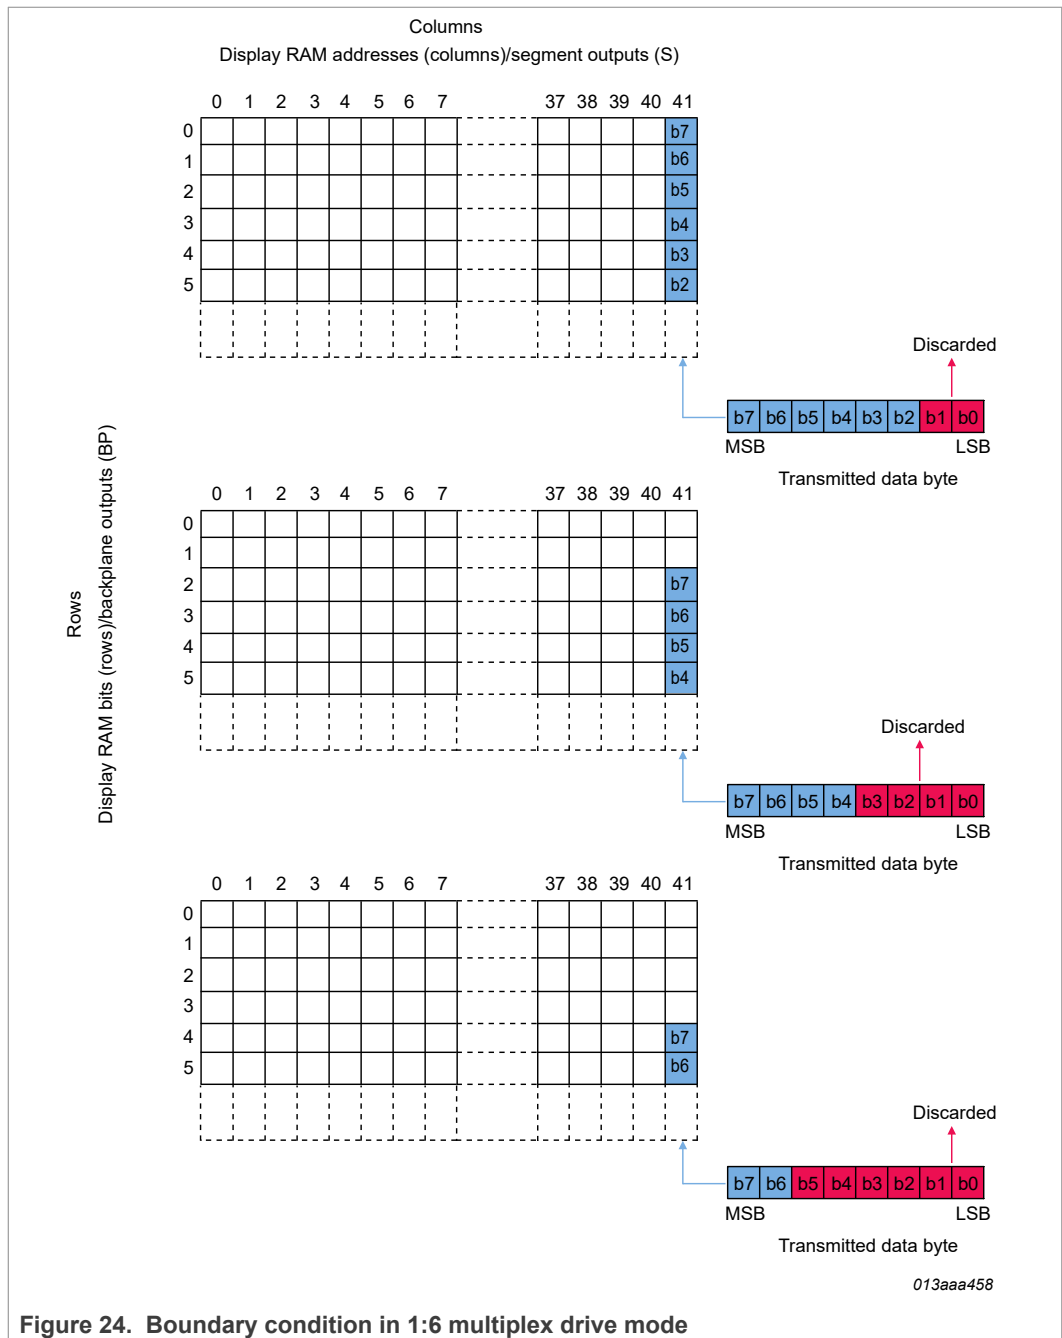 Columns
Display RAM addresses (columns)/segment outputs (S)
0 1 2 3 4 5 6 7 37 38 39 40 41
0 b7
1 b6
2 b5
3 b4
4 b3
5 b2
Discarded
b7 b6 b5 b4 b3 b2 b1 b0
MSB LSB
Transmitted data byte
Rows
Display RAM bits (rows)/backplane outputs (BP)
0 1 2 3 4 5 6 7 37 38 39 40 41
0
1
2 b7
3 b6
4 b5
5 b4
Discarded
b7 b6 b5 b4 b3 b2 b1 b0
MSB LSB
Transmitted data byte
0 1 2 3 4 5 6 7 37 38 39 40 41
0
1
2
3
4 b7
5 b6
Discarded
b7 b6 b5 b4 b3 b2 b1 b0
MSB LSB
Transmitted data byte
013aaa458
Figure 24. Boundary condition in 1:6 multiplex drive mode